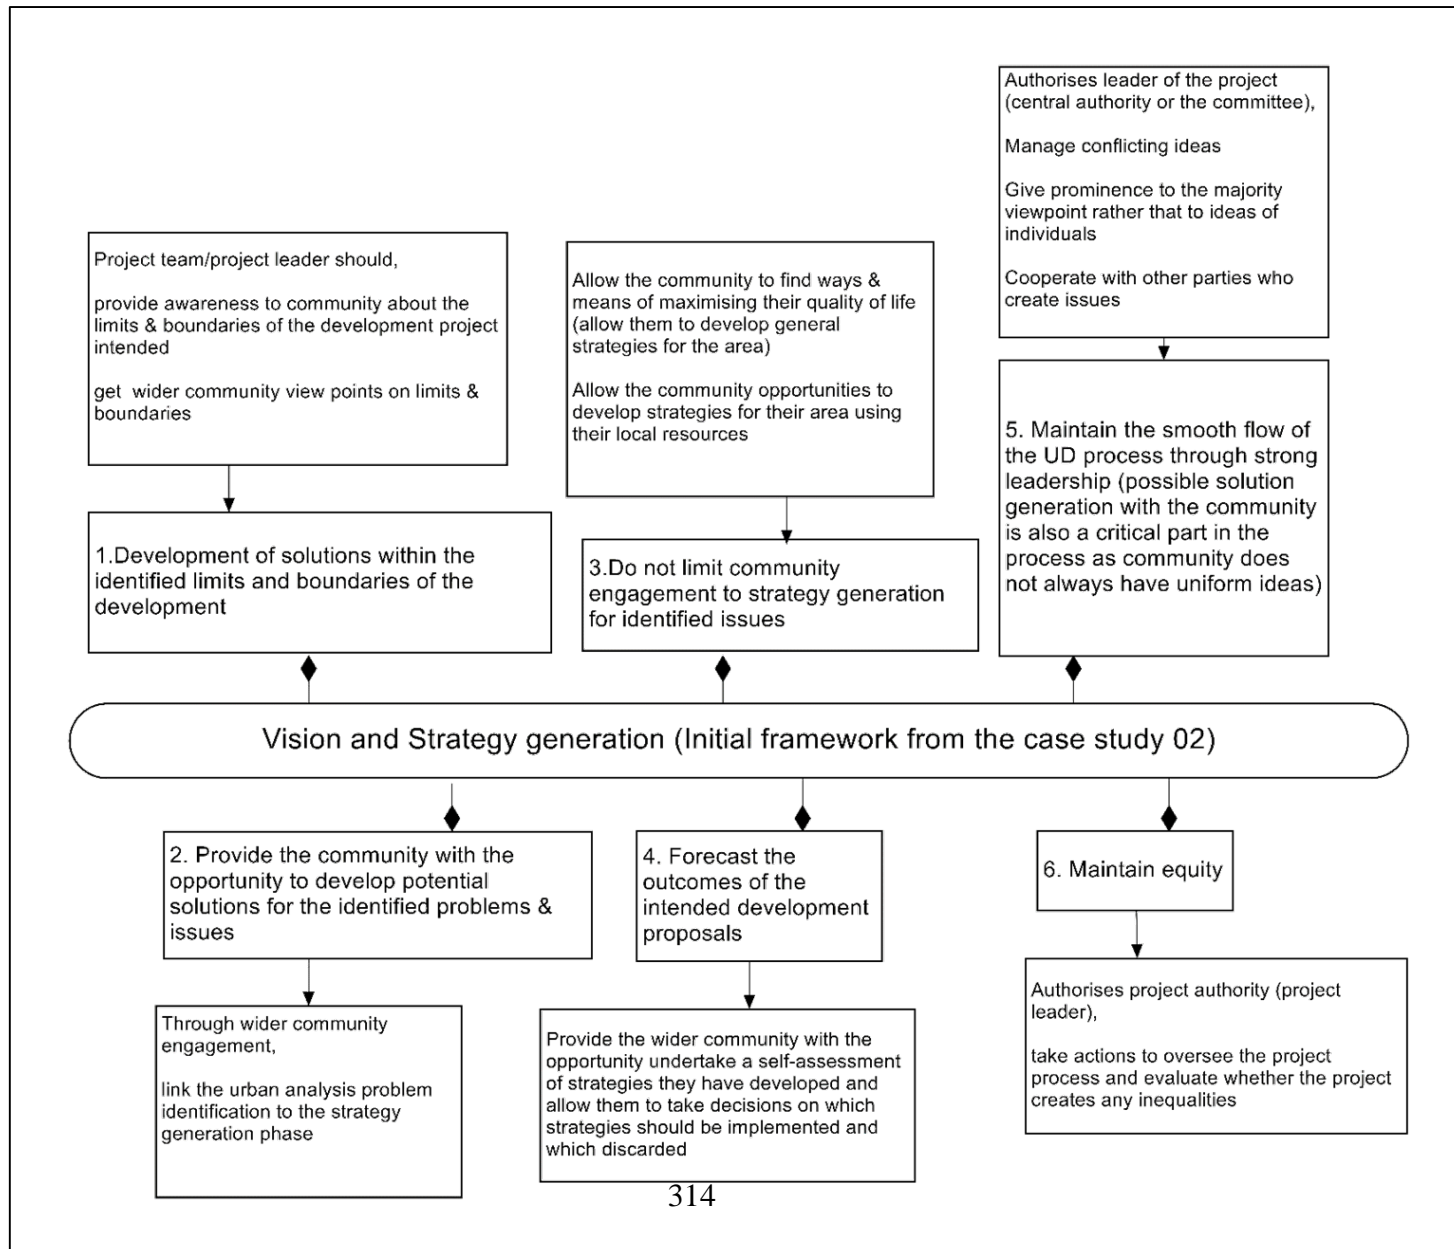 Authorises leader of the project
(central authority or the committee),
Manage conflicting ideas
Give prominence to the majority
viewpoint rather that to ideas of
individuals
Cooperate with other parties who
create issues
Project team/project leader should,
provide awareness to community about the
limits & boundaries of the development project
intended
get wider community view points on limits &
boundaries
Allow the community to find ways &
means of maximising their quality of life
(allow them to develop general
strategies for the area)
Allow the community opportunities to
develop strategies for their area using
their local resources
1.Development of solutions within the
identified limits and boundaries of the
development
3.Do not limit community
engagement to strategy generation
for identified issues
5. Maintain the smooth flow of
the UD process through strong
leadership (possible solution
generation with the community
is also a critical part in the
process as community does
not always have uniform ideas)
Vision and Strategy generation (Initial framework from the case study 02)
2. Provide the community with the
opportunity to develop potential
solutions for the identified problems &
issues
4. Forecast the
outcomes of the
intended development
proposals
6. Maintain equity
Through wider community
engagement,
link the urban analysis problem
identification to the strategy
generation phase
Provide the wider community with the
opportunity undertake a self-assessment
of strategies they have developed and
allow them to take decisions on which
strategies should be implemented and
which discarded
Authorises project authority (project
leader),
take actions to oversee the project
process and evaluate whether the project
creates any inequalities
314